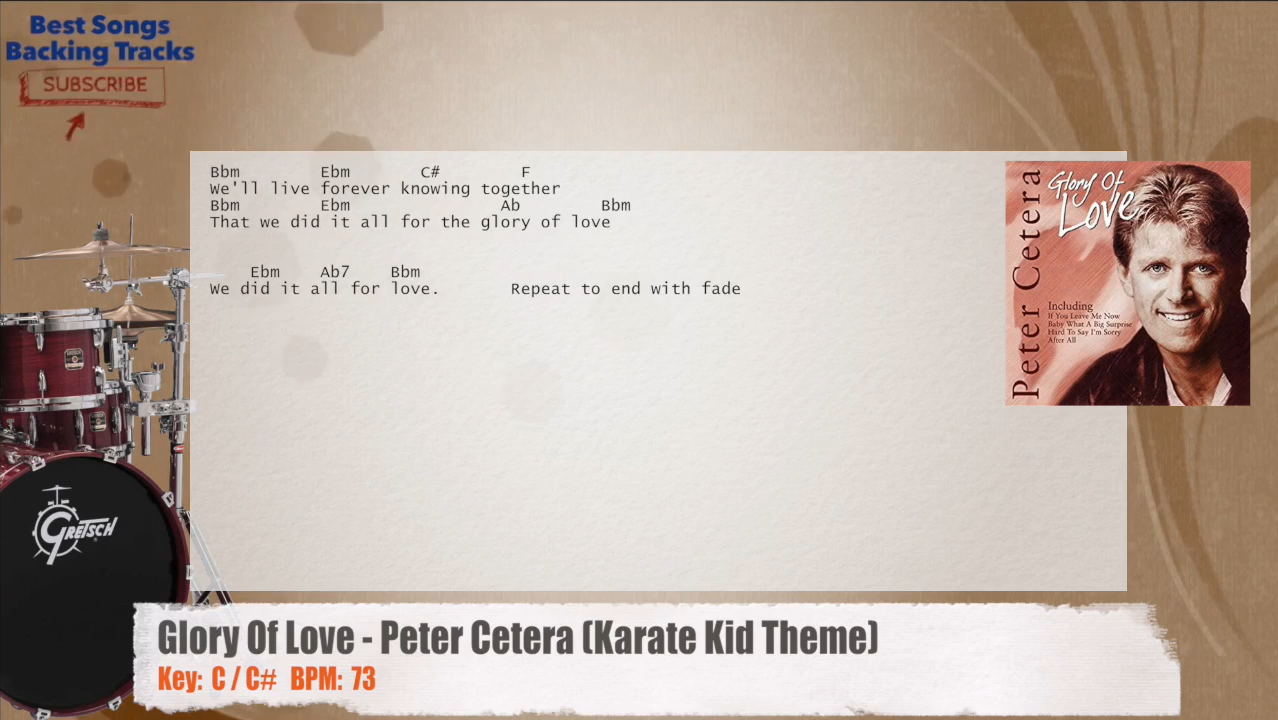 Best Songs
Backing Tracks
SUBSCRIBE
Bbm Ebm C# F
We'll live forever knowing together
Bbm Ebm Ab Bbm
That we did it all for the glory of love
Ebm Ab7 Bbm
We did it all for love. Repeat to end with fade
Peter Cetera
Glory Of
Love
Including
If You Leave Me Now
Baby What A Big Surprise
Hard To Say I'm Sorry
After All
GRETSCH
Glory Of Love - Peter Cetera (Karate Kid Theme)
Key: C / C# BPM: 73